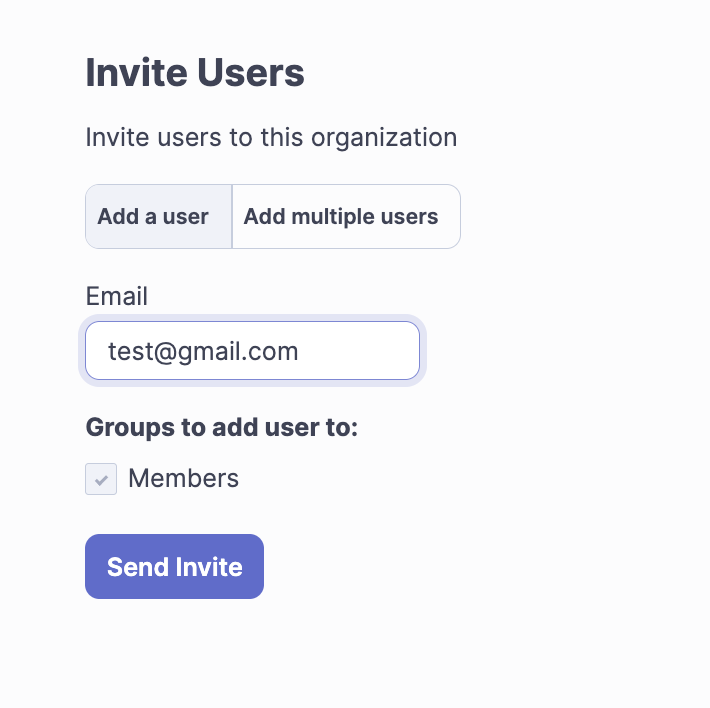 Invite Users
Invite users to this organization
Add a user Add multiple users
Email
test@gmail.com
Groups to add user to:
Members
Send Invite